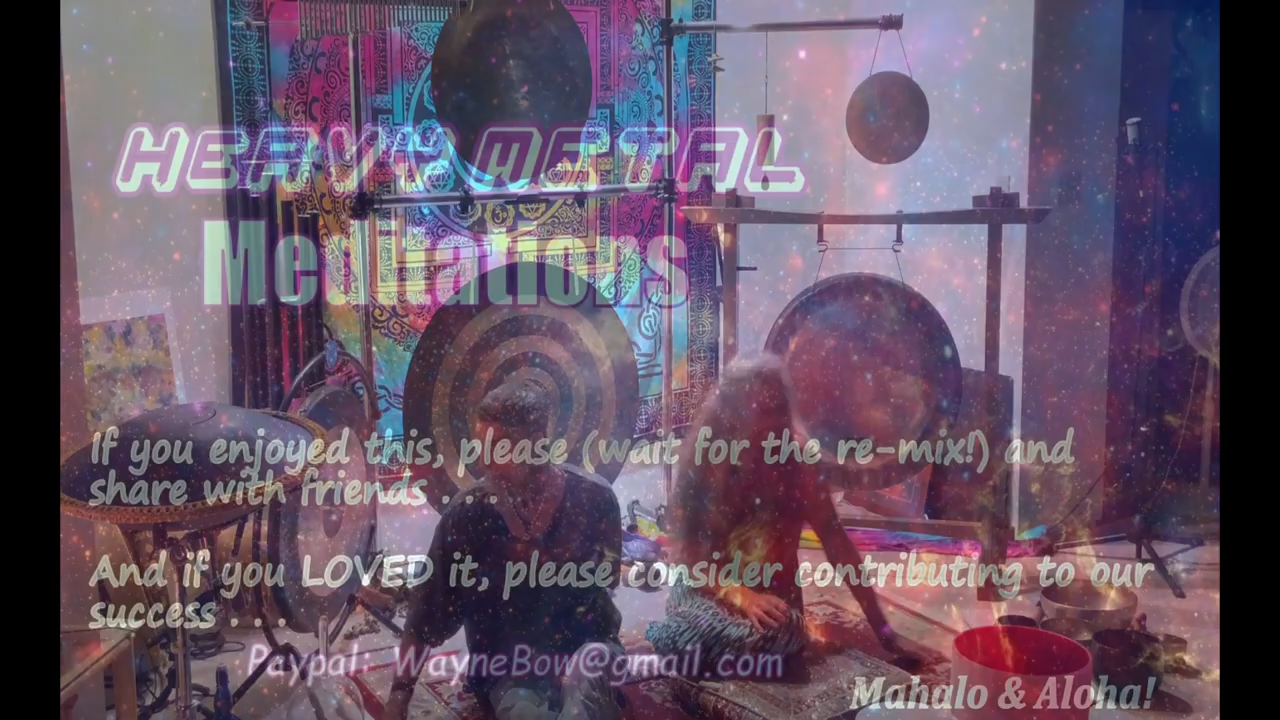 HEAVY METAL
Meditations
If you enjoyed this, please (wait for the re-mix!) and
share with friends . . . .
And if you LOVED it, please consider contributing to our
success . . .
Paypal: WayneBow@gmail.com
Mahalo & Aloha!